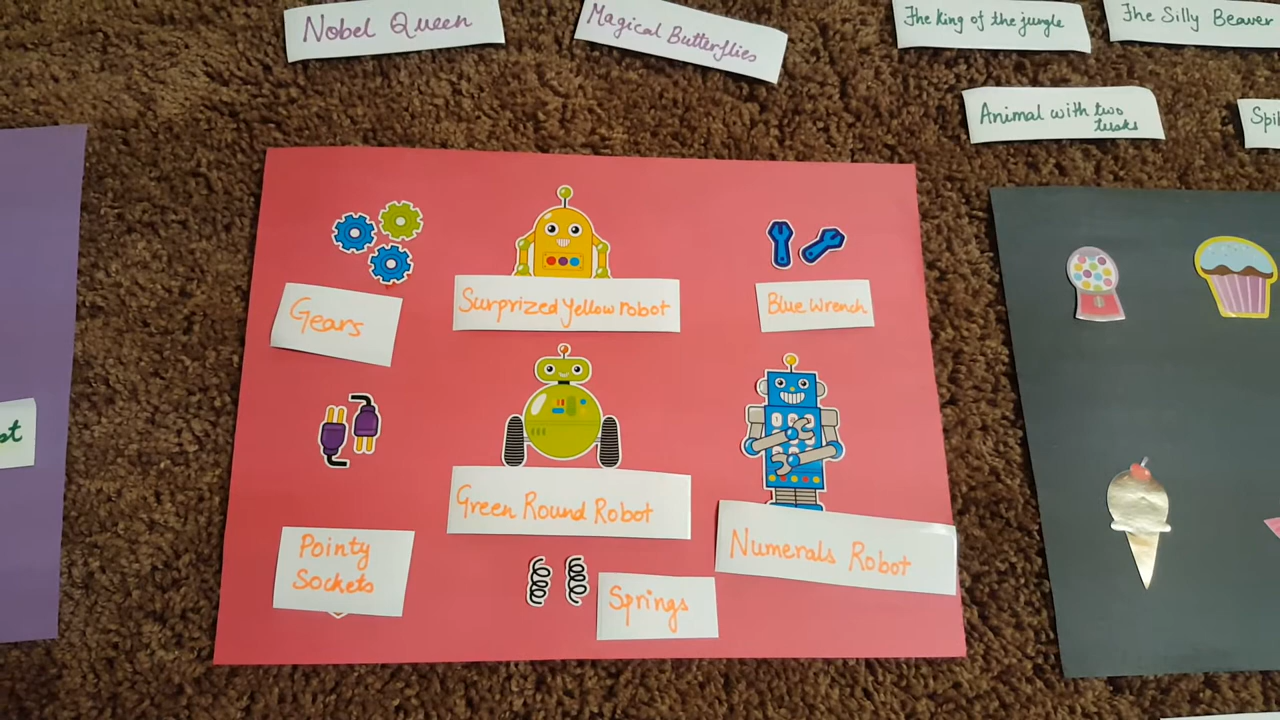 Nobel Queen
Magical Butterflies
The king of the jungle
The Silly Beaver
Animal with two
tusks
Gears
Surprized yellow robot
Blue Wrench
Green Round Robot
Numerals Robot
Pointy
Sockets
Springs